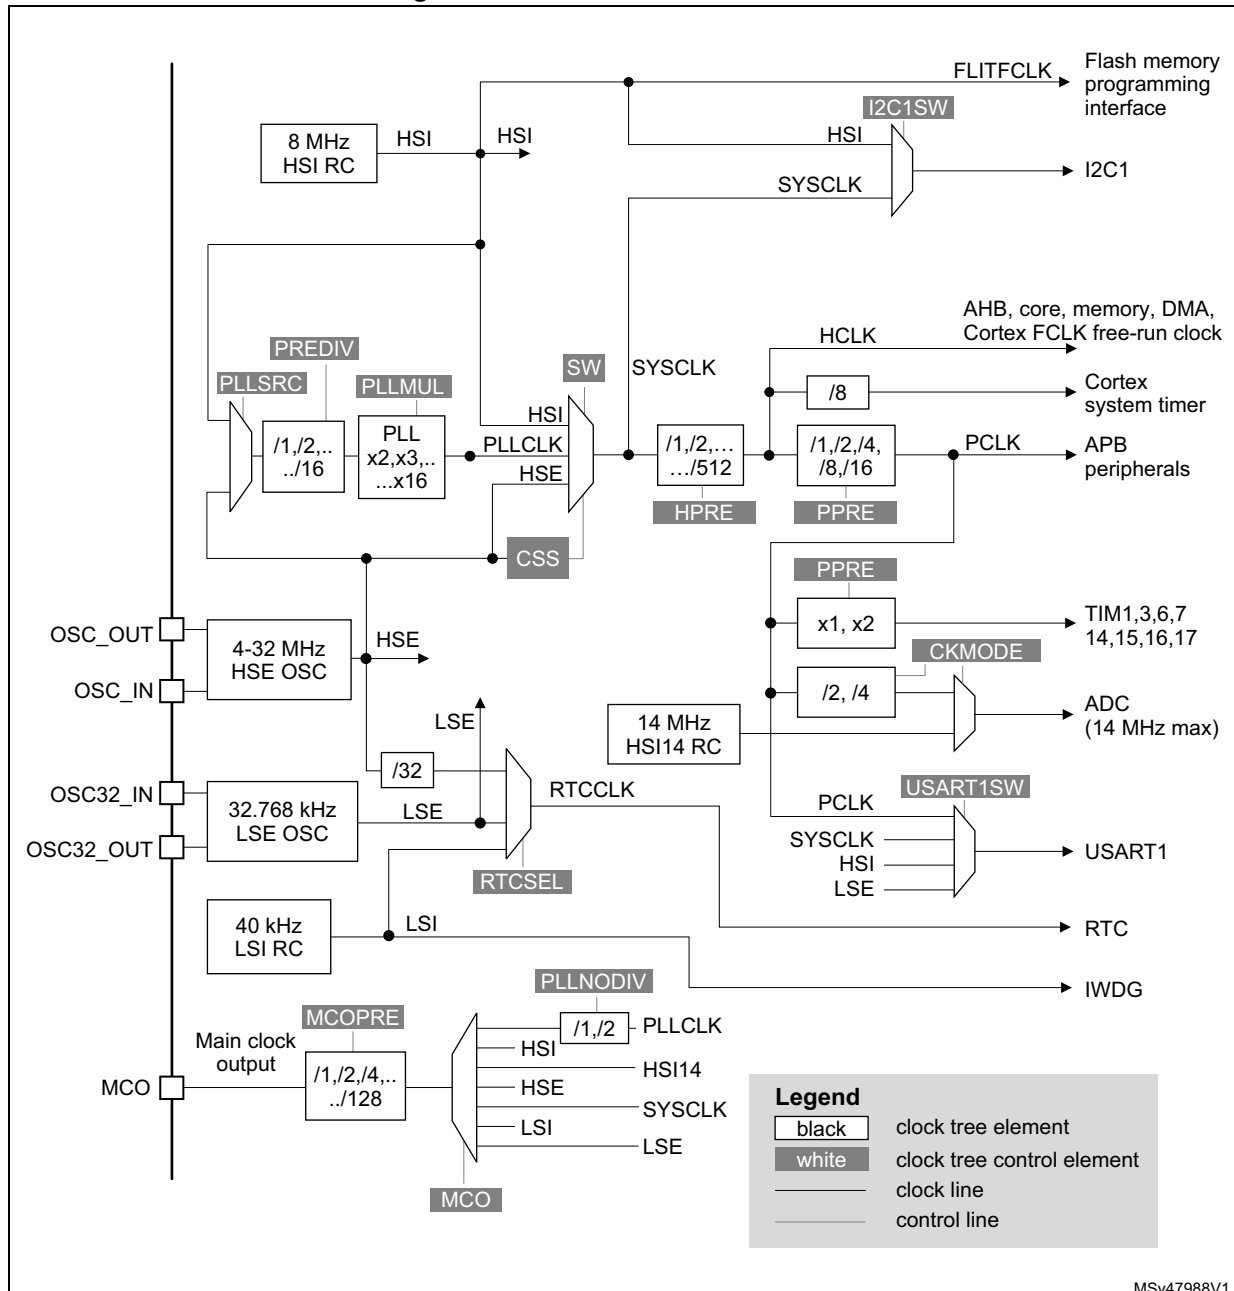 FLITFCLK
Flash memory
programming
interface
I2C1SW
8 MHz
HSI RC
HSI
HSI
HSI
SYSCLK
I2C1
AHB, core, memory, DMA,
Cortex FCLK free-run clock
HCLK
PREDIV
PLLSRC
PLLMUL
SW
SYSCLK
/8
Cortex
system timer
/1,/2,..
../16
PLL
x2,x3,..
...x16
HSI
PLLCLK
HSE
/1,/2,…
…/512
HPRE
/1,/2,/4,
/8,/16
PPRE
PCLK
APB
peripherals
CSS
PPRE
x1, x2
TIM1,3,6,7
14,15,16,17
OSC_OUT
OSC_IN
4-32 MHz
HSE OSC
HSE
CKMODE
/2, /4
14 MHz
HSI14 RC
ADC
(14 MHz max)
LSE
/32
OSC32_IN
OSC32_OUT
32.768 kHz
LSE OSC
LSE
RTCCLK
RTCSEL
USART1SW
PCLK
SYSCLK
HSI
LSE
USART1
40 kHz
LSI RC
LSI
RTC
IWDG
PLLNODIV
MCOPRE
Main clock
output
MCO
/1,/2,/4,..
../128
/1,/2
PLLCLK
HSI
HSI14
HSE
SYSCLK
LSI
LSE
MCO
Legend
black
clock tree element
white
clock tree control element
clock line
control line
MSv47988V1